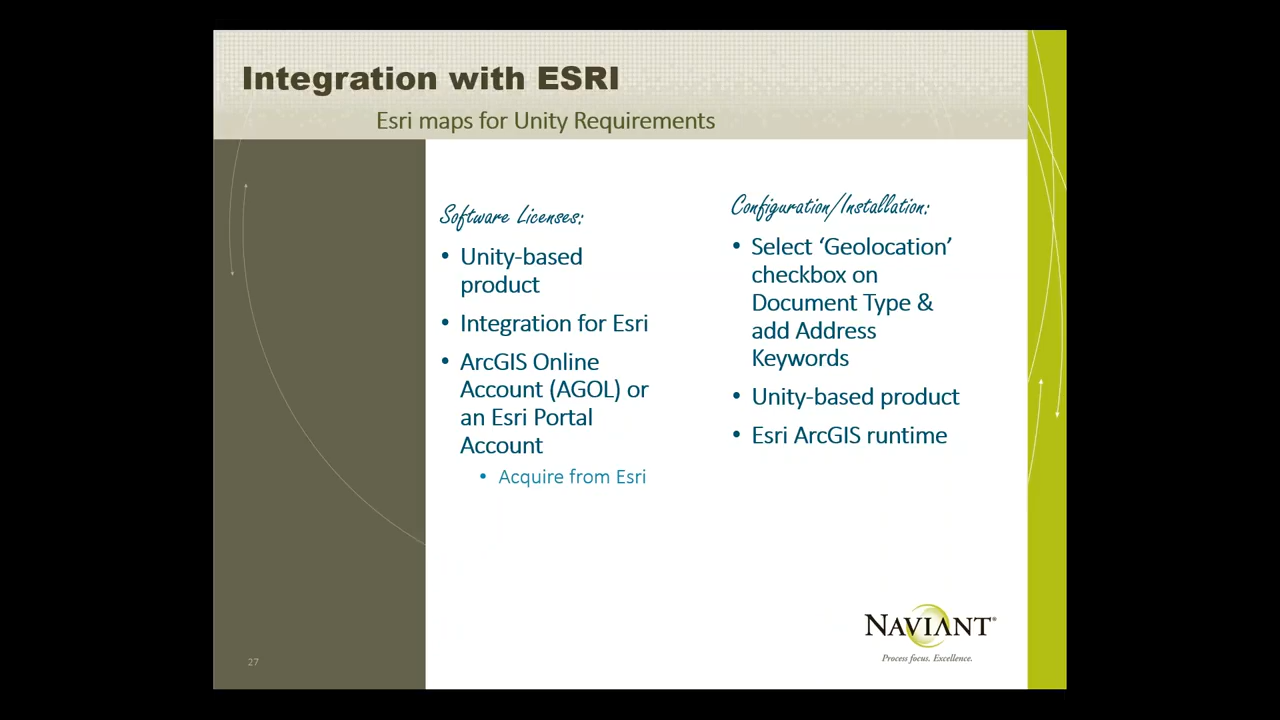 Integration with ESRI
Esri maps for Unity Requirements
Software Licenses:
• Unity-based
product
• Integration for Esri
• ArcGIS Online
Account (AGOL) or
an Esri Portal
Account
• Acquire from Esri
Configuration/Installation:
• Select ‘Geolocation’
checkbox on
Document Type &
add Address
Keywords
• Unity-based product
• Esri ArcGIS runtime
NAVIANT®
Process focus. Excellence.
27